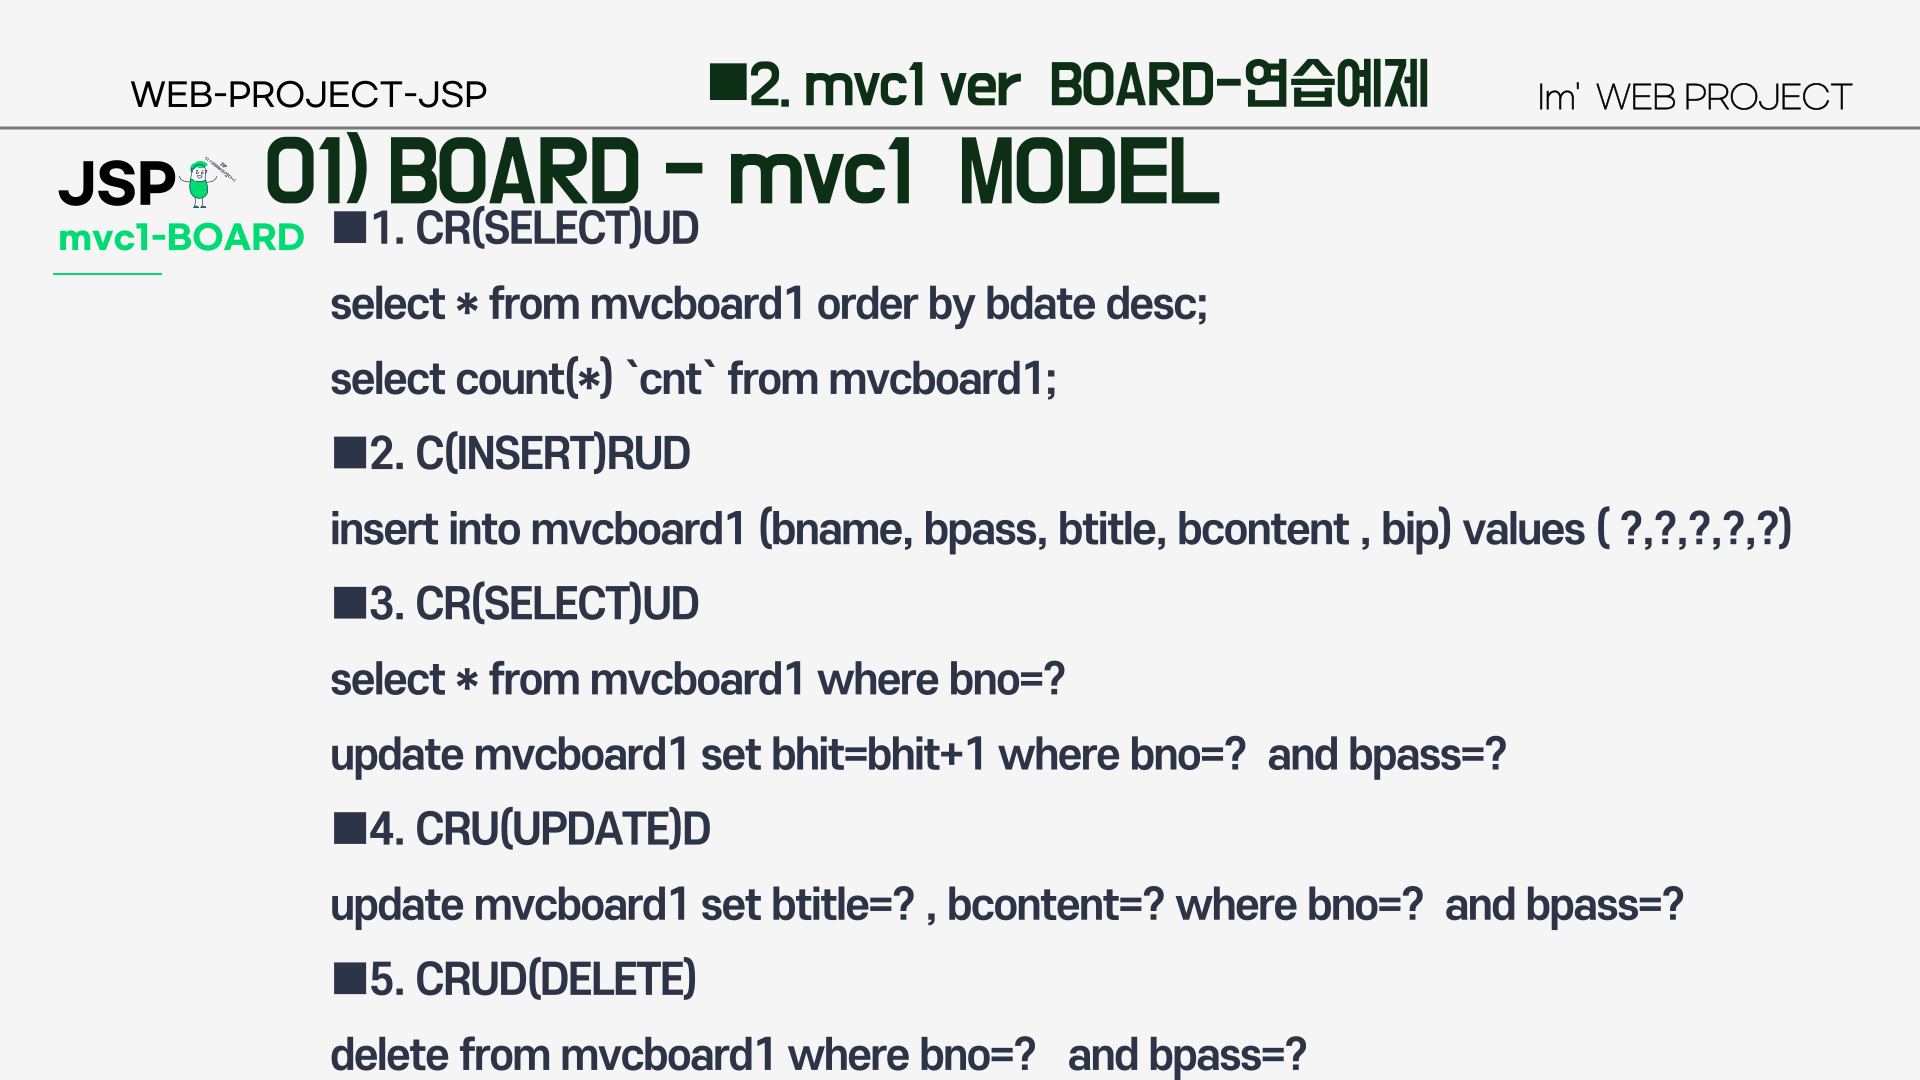 WEB-PROJECT-JSP
■2. mvc1 ver BOARD-연습예제
Im' WEB PROJECT
JSP
mvc1-BOARD
01) BOARD - mvc1 MODEL
■1. CR(SELECT)UD
select * from mvcboard1 order by bdate desc;
select count(*) `cnt` from mvcboard1;
■2. C(INSERT)RUD
insert into mvcboard1 (bname, bpass, btitle, bcontent , bip) values ( ?,?,?,?,?)
■3. CR(SELECT)UD
select * from mvcboard1 where bno=?
update mvcboard1 set bhit=bhit+1 where bno=? and bpass=?
■4. CRU(UPDATE)D
update mvcboard1 set btitle=? , bcontent=? where bno=? and bpass=?
■5. CRUD(DELETE)
delete from mvcboard1 where bno=? and bpass=?